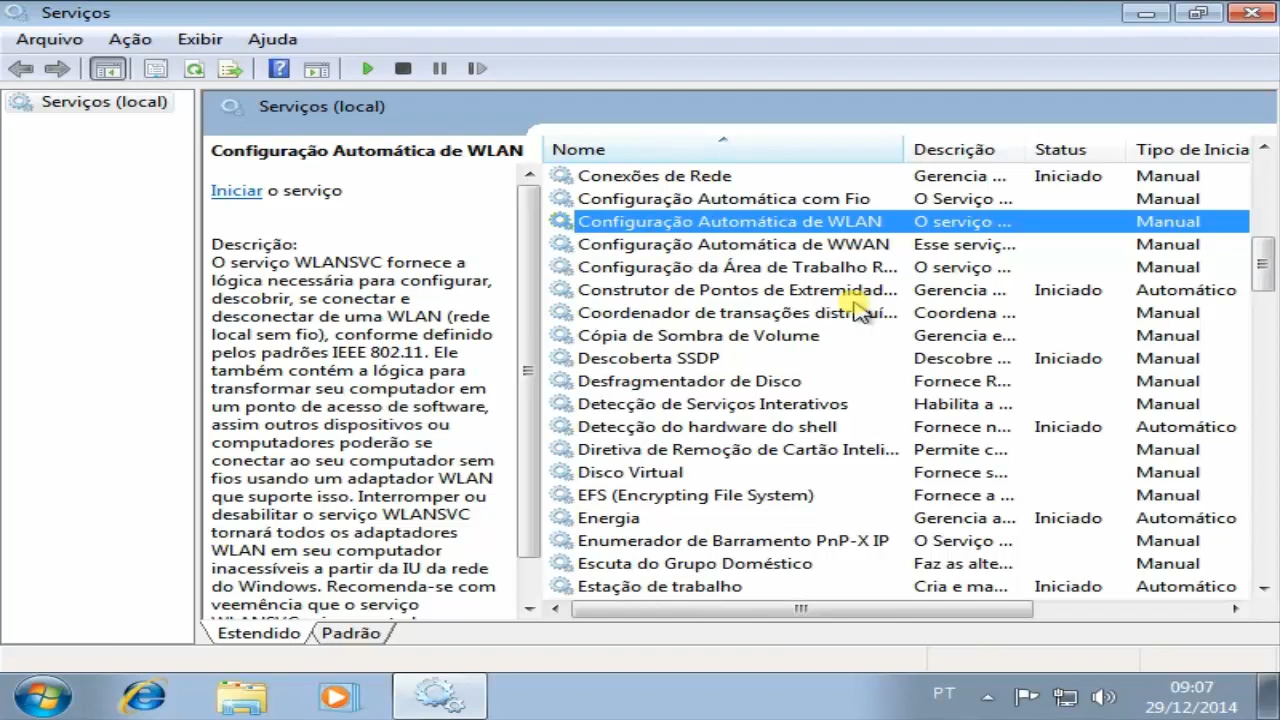 Serviços
Arquivo Ação Exibir Ajuda
Serviços (local)
Serviços (local)
Configuração Automática de WLAN
Iniciar o serviço
Descrição:
O serviço WLANSVC fornece a
lógica necessária para configurar,
descobrir, se conectar e
desconectar de uma WLAN (rede
local sem fio), conforme definido
pelos padrões IEEE 802.11. Ele
também contém a lógica para
transformar seu computador em
um ponto de acesso de software,
assim outros dispositivos ou
computadores poderão se
conectar ao seu computador sem
fios usando um adaptador WLAN
que suporte isso. Interromper ou
desabilitar o serviço WLANSVC
tornará todos os adaptadores
WLAN em seu computador
inacessíveis a partir da IU da rede
do Windows. Recomenda-se com
veemência que o serviço
Nome Descrição Status Tipo de Inicia
Conexões de Rede Gerencia ... Iniciado Manual
Configuração Automática com Fio O Serviço ... Manual
Configuração Automática de WLAN O serviço ... Manual
Configuração Automática de WWAN Esse serviç... Manual
Configuração da Área de Trabalho R... O serviço ... Manual
Construtor de Pontos de Extremidad... Gerencia ... Iniciado Automático
Coordenador de transações distribuí... Coordena ... Manual
Cópia de Sombra de Volume Gerencia e... Manual
Descoberta SSDP Descobre ... Iniciado Manual
Desfragmentador de Disco Fornece R... Manual
Detecção de Serviços Interativos Habilita a ... Manual
Detecção do hardware do shell Fornece n... Iniciado Automático
Diretiva de Remoção de Cartão Inteli... Permite c... Manual
Disco Virtual Fornece s... Manual
EFS (Encrypting File System) Fornece a ... Manual
Energia Gerencia a... Iniciado Automático
Enumerador de Barramento PnP-X IP O Serviço ... Manual
Escuta do Grupo Doméstico Faz as alte... Manual
Estação de trabalho Cria e ma... Iniciado Automático
Estendido Padrão
PT
09:07
29/12/2014